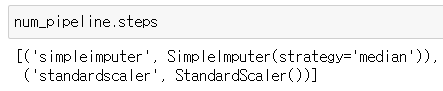 num_pipeline.steps
[('simpleimputer', SimpleImputer(strategy='median')),
('standardscaler', StandardScaler())]